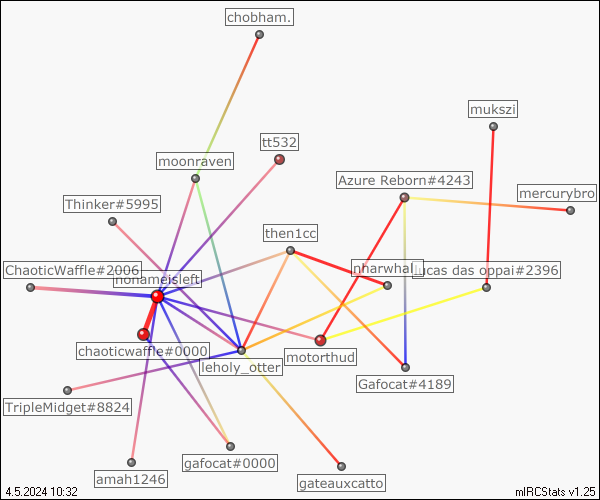 chobham.
mukszi
tt532
moonraven
Azure Reborn#4243
mercurybro
Thinker#5995
then1cc
ChaoticWaffle#2006
nonameisleft
nharwhal
lucas das oppai#2396
chaoticwaffle#0000
motorthud
leholy_otter
Gafocat#4189
TripleMidget#8824
gafocat#0000
amah1246
gateauxcatto
4.5.2024 10:32
mIRCStats v1.25